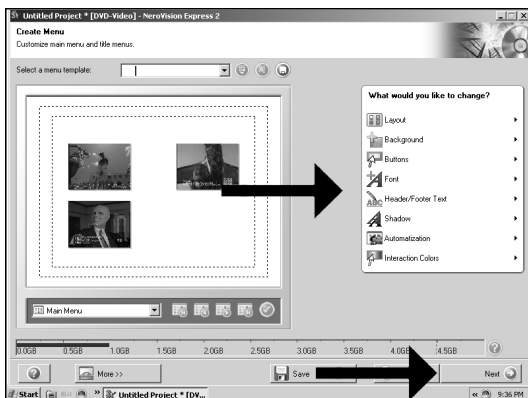 Untitled Project * [DVD-Video] - NeroVision Express 2
Create Menu
Customize main menu and title menus.
Select a menu template:
What would you like to change?
Layout
Background
Buttons
Font
ABC Header/Footer Text
Shadow
Automatization
Interaction Colors
Main Menu
0.0GB 0.5GB 1.0GB 1.5GB 2.0GB 2.5GB 3.0GB 3.5GB 4.0GB 4.5GB
More >> Save Next
Start Untitled Project * [DV... 9:36 PM